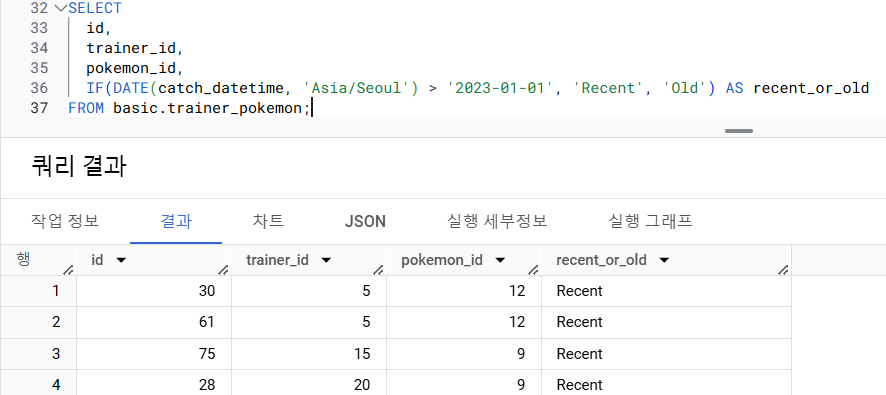 32 SELECT
33 id,
34 trainer_id,
35 pokemon_id,
36 IF(DATE(catch_datetime, 'Asia/Seoul') > '2023-01-01', 'Recent', 'Old') AS recent_or_old
37 FROM basic.trainer_pokemon;
쿼리 결과
작업 정보 결과 차트 JSON 실행 세부정보 실행 그래프
행 id trainer_id pokemon_id recent_or_old
1 30 5 12 Recent
2 61 5 12 Recent
3 75 15 9 Recent
4 28 20 9 Recent